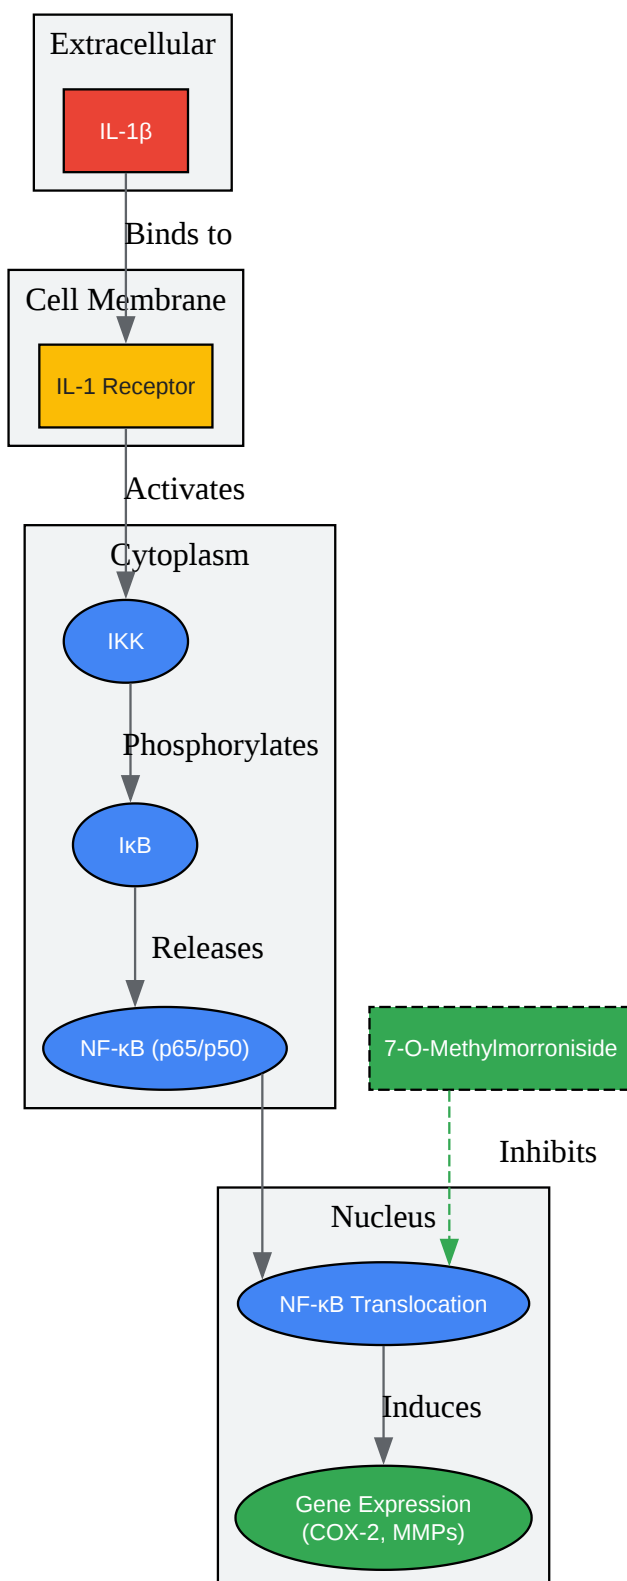 Extracellular
IL-1β
Binds to
Cell Membrane
IL-1 Receptor
Activates
Cytoplasm
IKK
Phosphorylates
IκB
Releases
NF-κB (p65/p50)
7-O-Methylmorroniside
Inhibits
Nucleus
NF-κB Translocation
Induces
Gene Expression
(COX-2, MMPs)